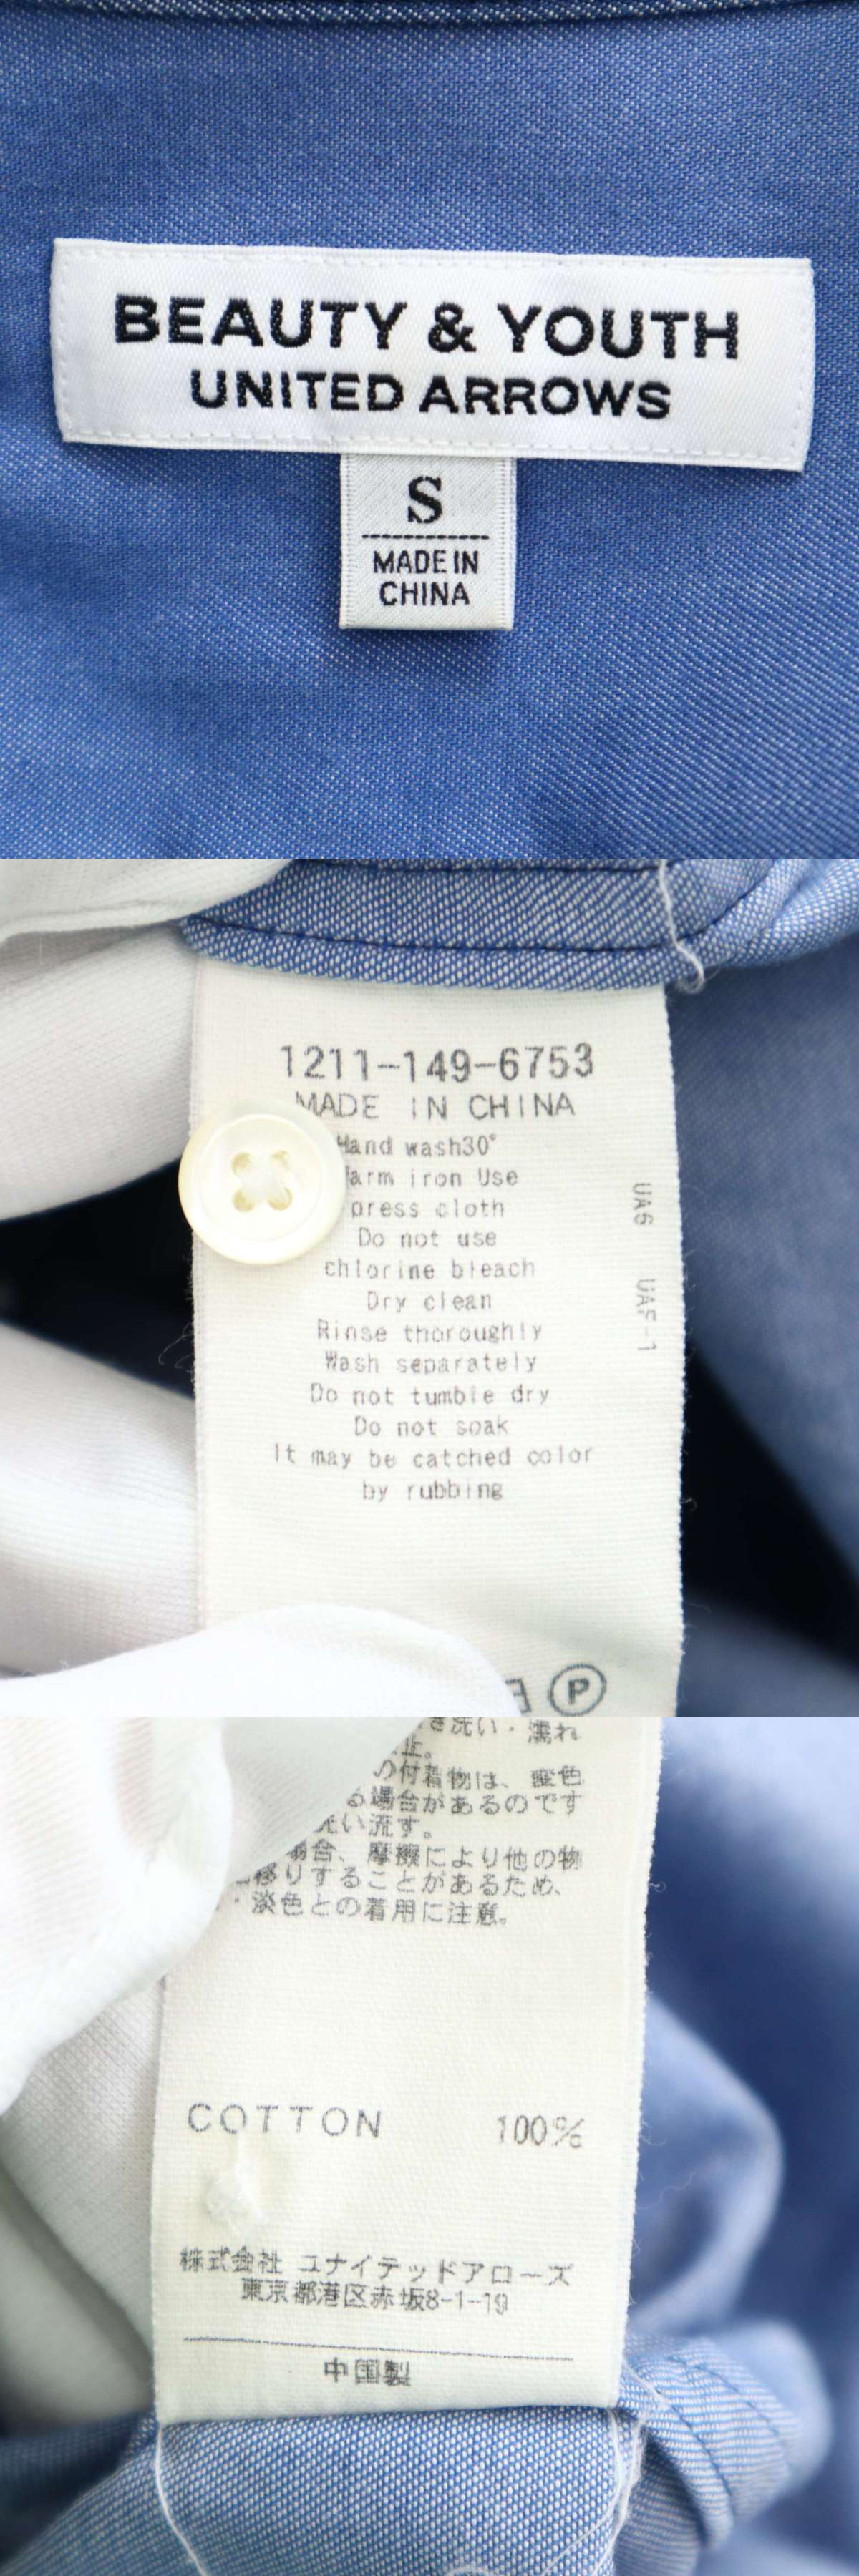 BEAUTY & YOUTH
UNITED ARROWS
S
MADE IN
CHINA
1211-149-6753
MADE IN CHINA
Hand wash30°
arm iron Use
press cloth
Do not use
chlorine bleach
Dry clean
Rinse thoroughly
Wash separately
Do not tumble dry
Do not soak
It may be catched color
by rubbing
UA6 UAF-1
P
き洗い・濡れ
止。
の付着物は、変色
る場合があるのです
洗い流す。
場合、摩擦により他の物
移りすることがあるため、
・淡色との着用に注意。
COTTON 100%
株式会社 ユナイテッドアローズ
東京都港区赤坂8-1-19
中国製